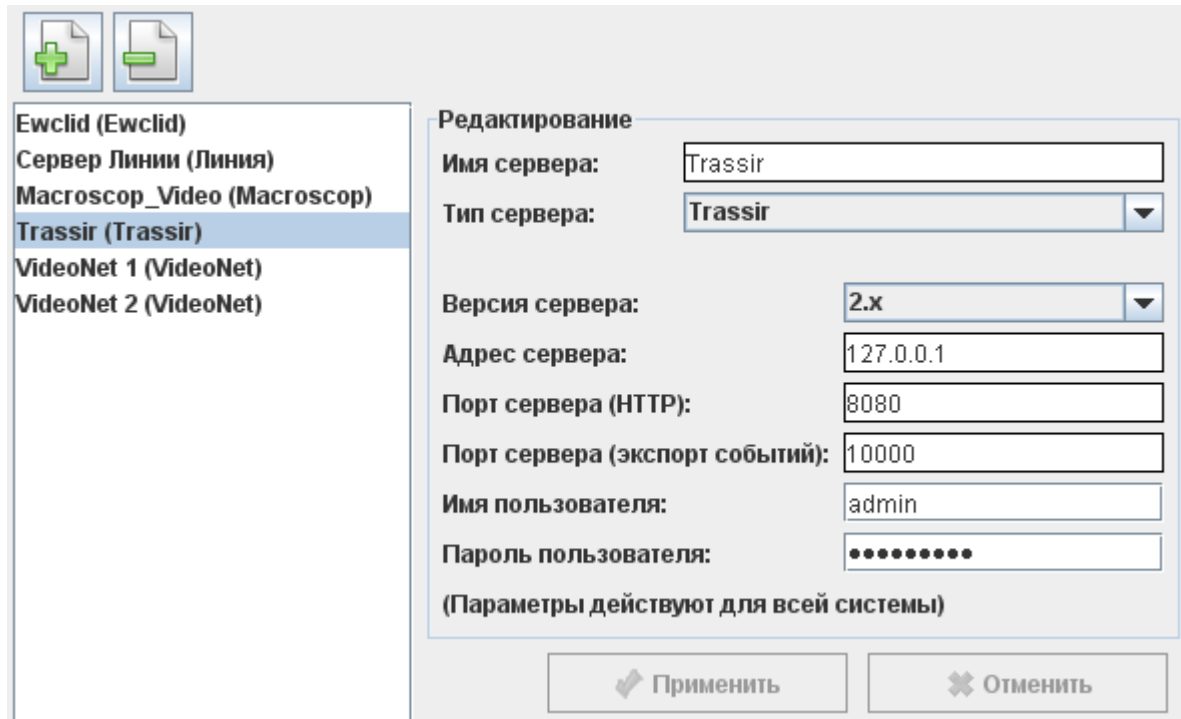 Ewclid (Ewclid)
Сервер Линии (Линия)
Macroscop_Video (Macroscop)
Trassir (Trassir)
VideoNet 1 (VideoNet)
VideoNet 2 (VideoNet)
Редактирование
Имя сервера: Trassir
Тип сервера: Trassir
Версия сервера: 2.x
Адрес сервера: 127.0.0.1
Порт сервера (HTTP): 8080
Порт сервера (экспорт событий): 10000
Имя пользователя: admin
Пароль пользователя: •••••••••
(Параметры действуют для всей системы)
Применить Отменить